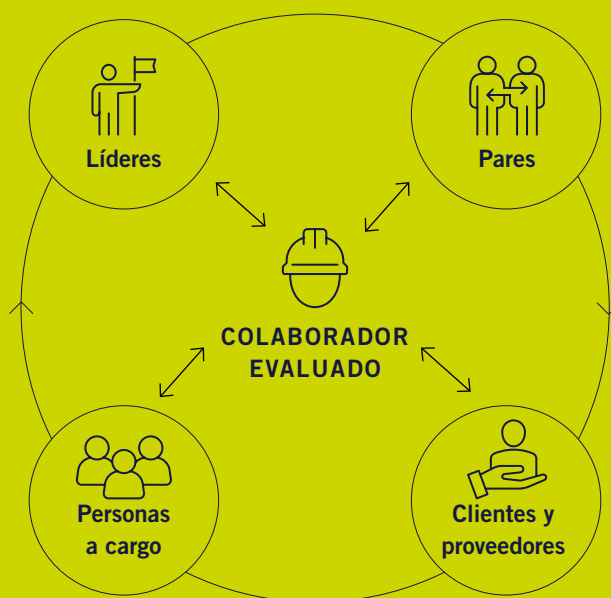 Líderes
Pares
COLABORADOR
EVALUADO
Personas
a cargo
Clientes y
proveedores